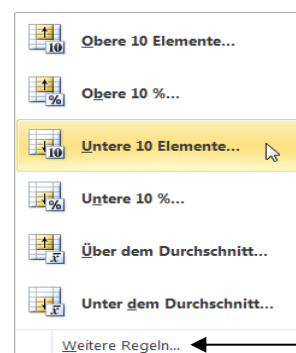 Obere 10 Elemente...
Obere 10 %...
Untere 10 Elemente...
Untere 10 %...
Über dem Durchschnitt...
Unter dem Durchschnitt...
Weitere Regeln...